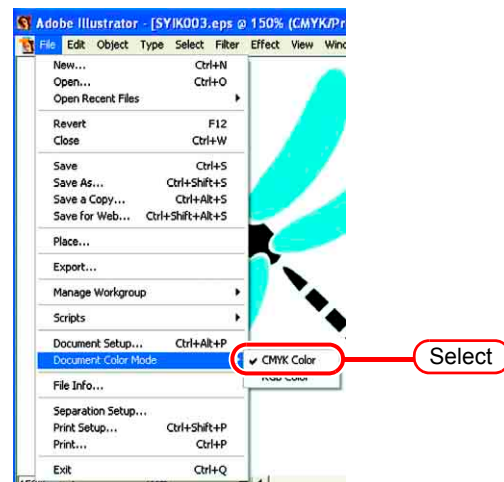 Adobe Illustrator - [SYIK003.eps @ 150% (CMYK/Pr
File Edit Object Type Select Filter Effect View Wind
New... Ctrl+N
Open... Ctrl+O
Open Recent Files
Revert F12
Close Ctrl+W
Save Ctrl+S
Save As... Ctrl+Shift+S
Save a Copy... Ctrl+Alt+S
Save for Web... Ctrl+Shift+Alt+S
Place...
Export...
Manage Workgroup
Scripts
Document Setup... Ctrl+Alt+P
Document Color Mode
✓ CMYK Color
Select
RGB Color
File Info...
Separation Setup...
Print Setup... Ctrl+Shift+P
Print... Ctrl+P
Exit Ctrl+Q